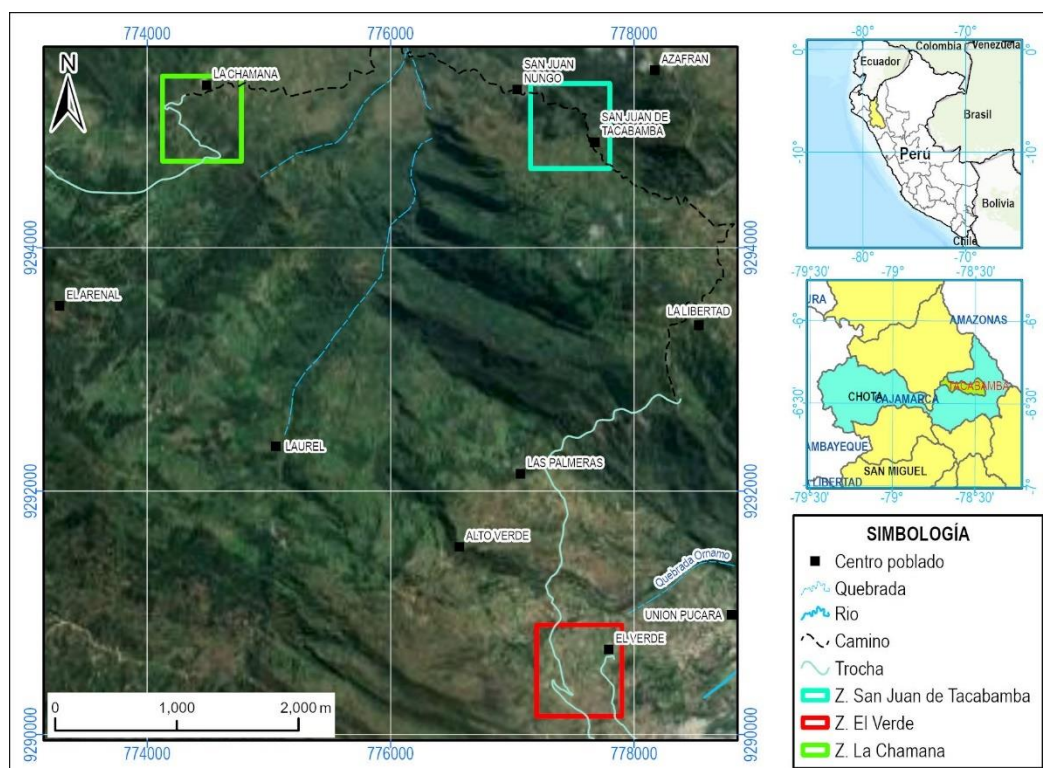 774000
776000
778000
N
LA CHAMANA
SAN JUAN
NUNGO
AZAFRAN
SAN JUAN DE
TACABAMBA
9294000
9294000
EL ARENAL
LA LIBERTAD
LAUREL
LAS PALMERAS
9292000
9292000
ALTO VERDE
Quebrada Ornamo
UNION PUCARA
EL VERDE
0
1,000
2,000 m
9290000
9290000
774000
776000
778000
-80°
-70°
0°
0°
Colombia
Venezuela
Ecuador
Brasil
Perú
-10°
-10°
Bolivia
Chile
-80°
-70°
-79°30'
-79°
-78°30'
URA
AMAZONAS
-6°
-6°
TACABAMBA
CHOTA
CAJAMARCA
-6°30'
-6°30'
AMBAYEQUE
SAN MIGUEL
A LIBERTAD
-7°
-79°30'
-79°
-78°30'
SIMBOLOGÍA
Centro poblado
Quebrada
Rio
Camino
Trocha
Z. San Juan de Tacabamba
Z. El Verde
Z. La Chamana